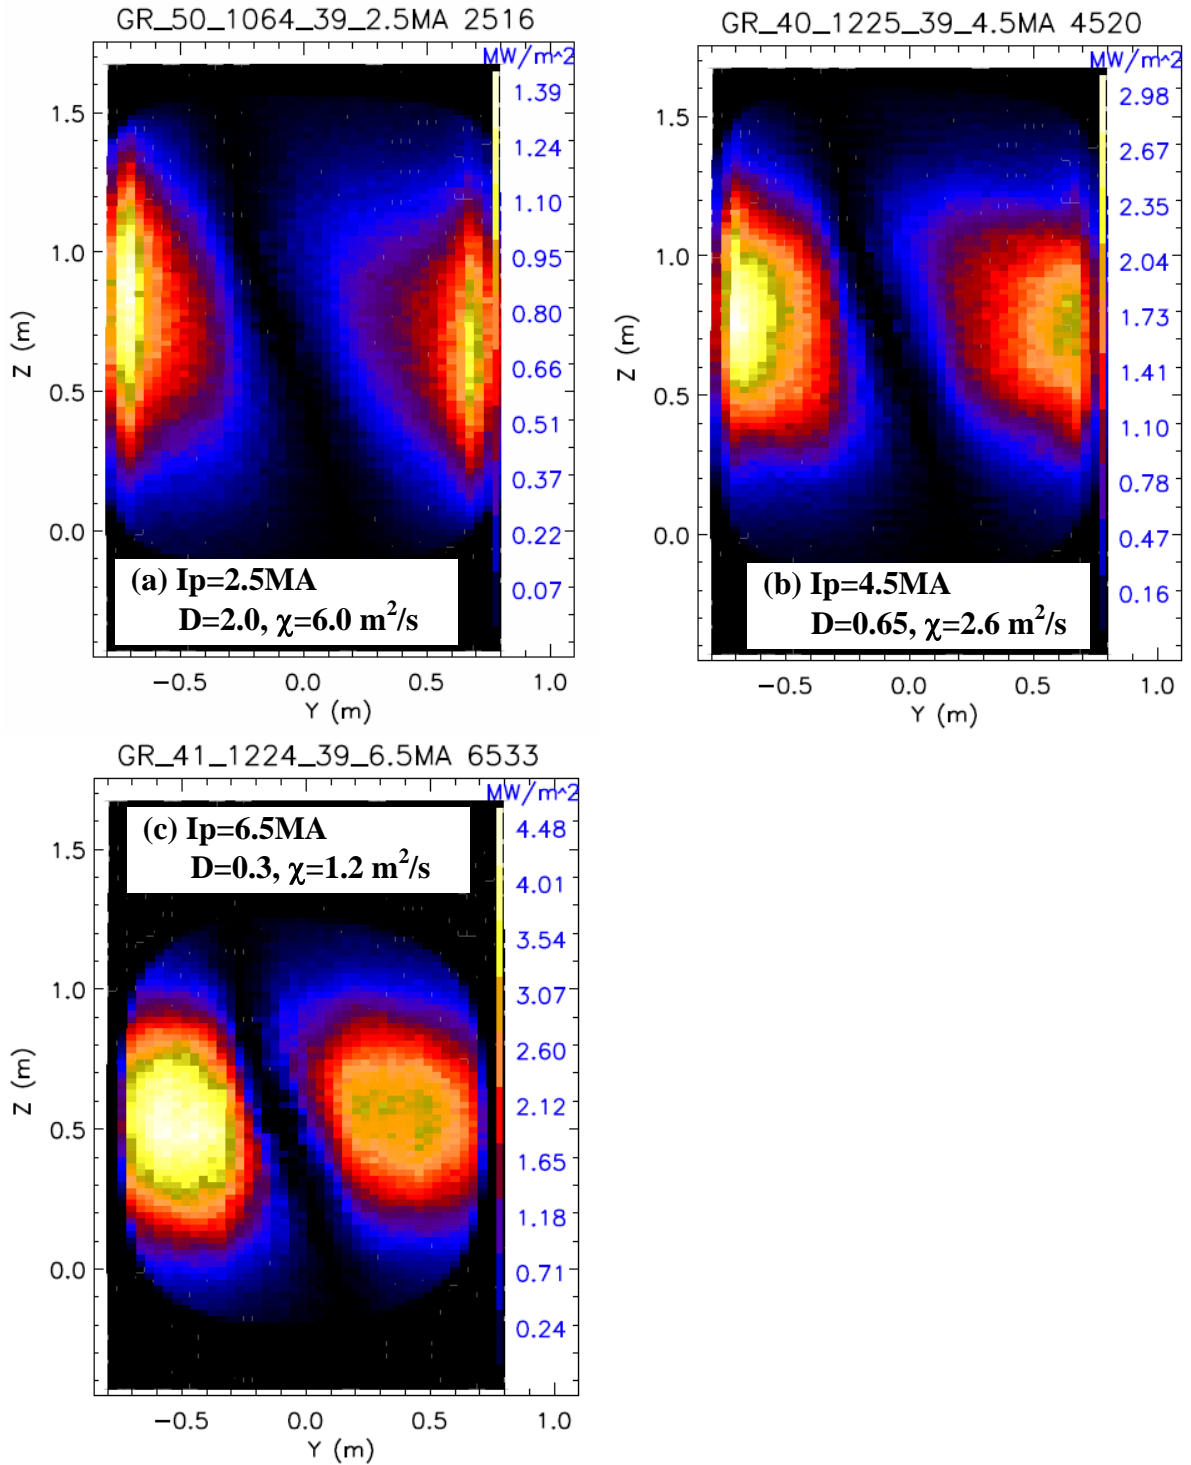 GR_50_1064_39_2.5MA 2516
MW/m^2
1.39
1.24
1.10
0.95
0.80
0.66
0.51
0.37
0.22
0.07
1.5
1.0
0.5
0.0
Z (m)
(a) Ip=2.5MA
D=2.0, χ=6.0 m²/s
−0.5 0.0 0.5 1.0
Y (m)
GR_40_1225_39_4.5MA 4520
MW/m^2
2.98
2.67
2.35
2.04
1.73
1.41
1.10
0.78
0.47
0.16
1.5
1.0
0.5
0.0
Z (m)
(b) Ip=4.5MA
D=0.65, χ=2.6 m²/s
−0.5 0.0 0.5 1.0
Y (m)
GR_41_1224_39_6.5MA 6533
MW/m^2
4.48
4.01
3.54
3.07
2.60
2.12
1.65
1.18
0.71
0.24
(c) Ip=6.5MA
D=0.3, χ=1.2 m²/s
1.5
1.0
0.5
0.0
Z (m)
−0.5 0.0 0.5 1.0
Y (m)